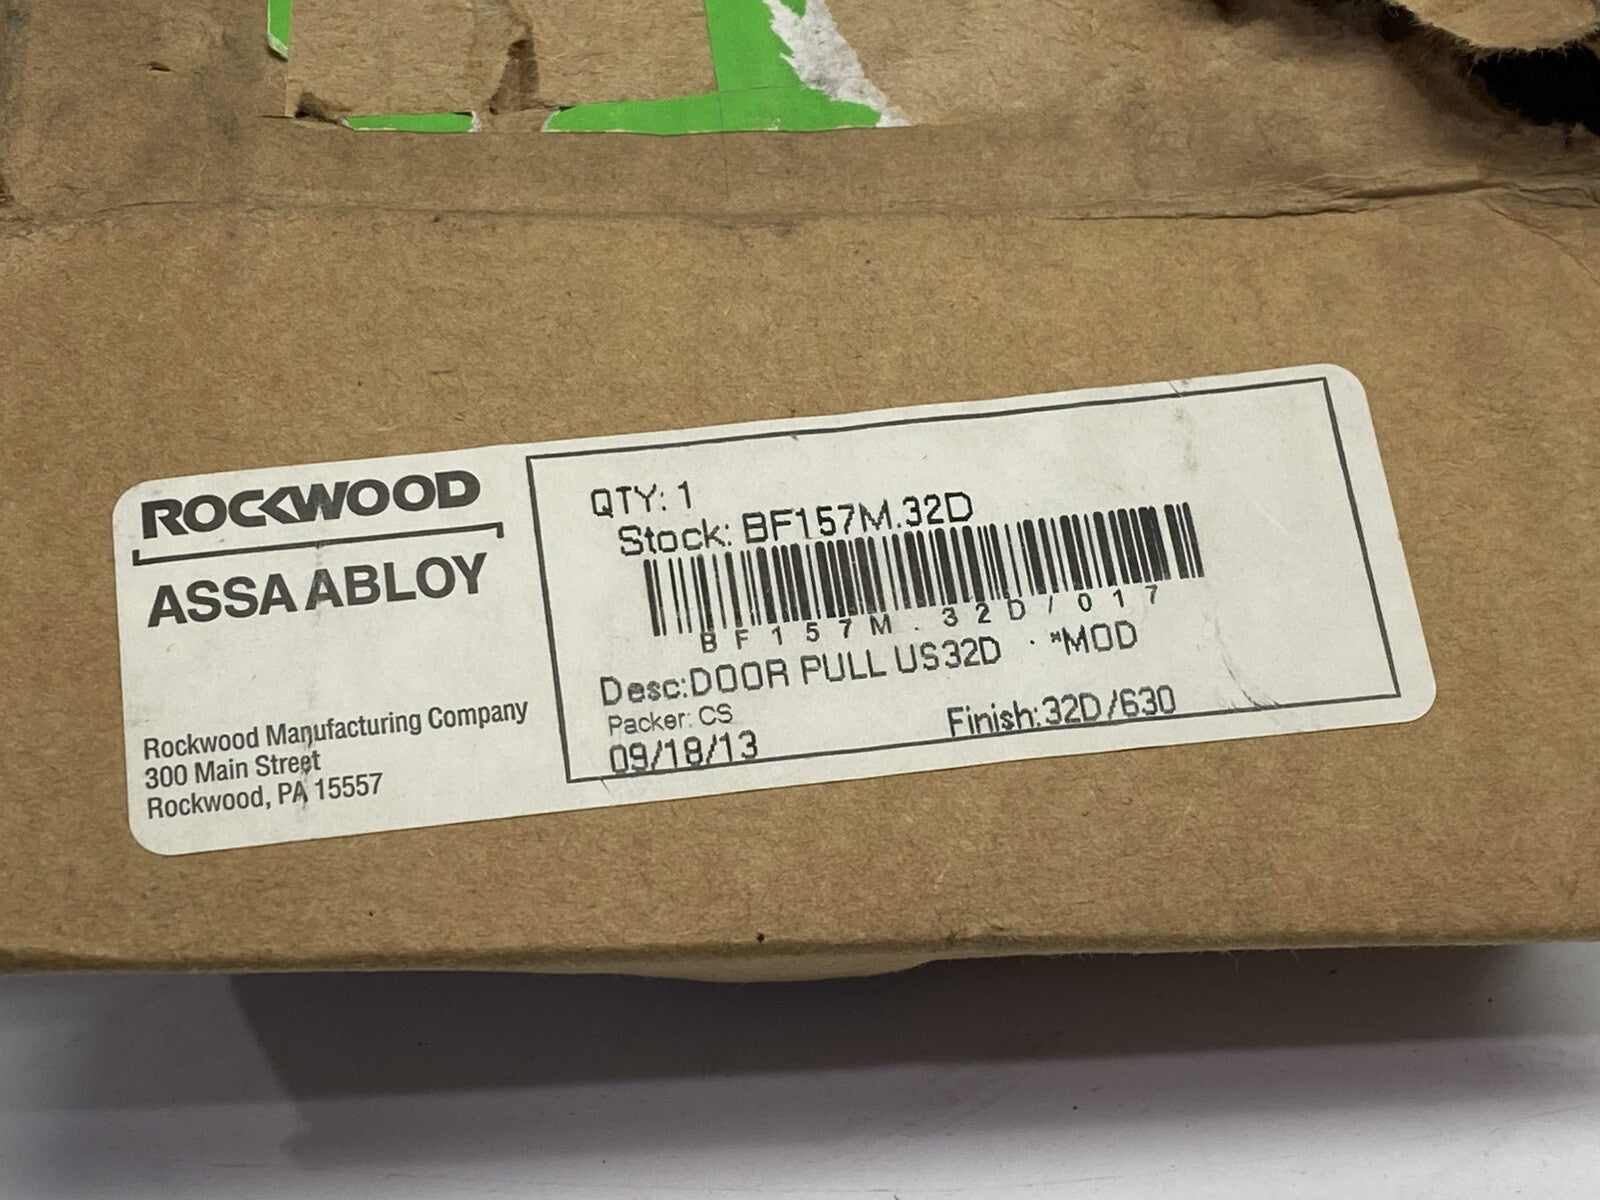 ROCKWOOD
ASSA ABLOY
Rockwood Manufacturing Company
300 Main Street
Rockwood, PA 15557
QTY: 1
Stock: BF157M.32D
BF157M.32D/017
Desc:DOOR PULL US32D · *MOD
Packer: CS
09/18/13
Finish:32D/630